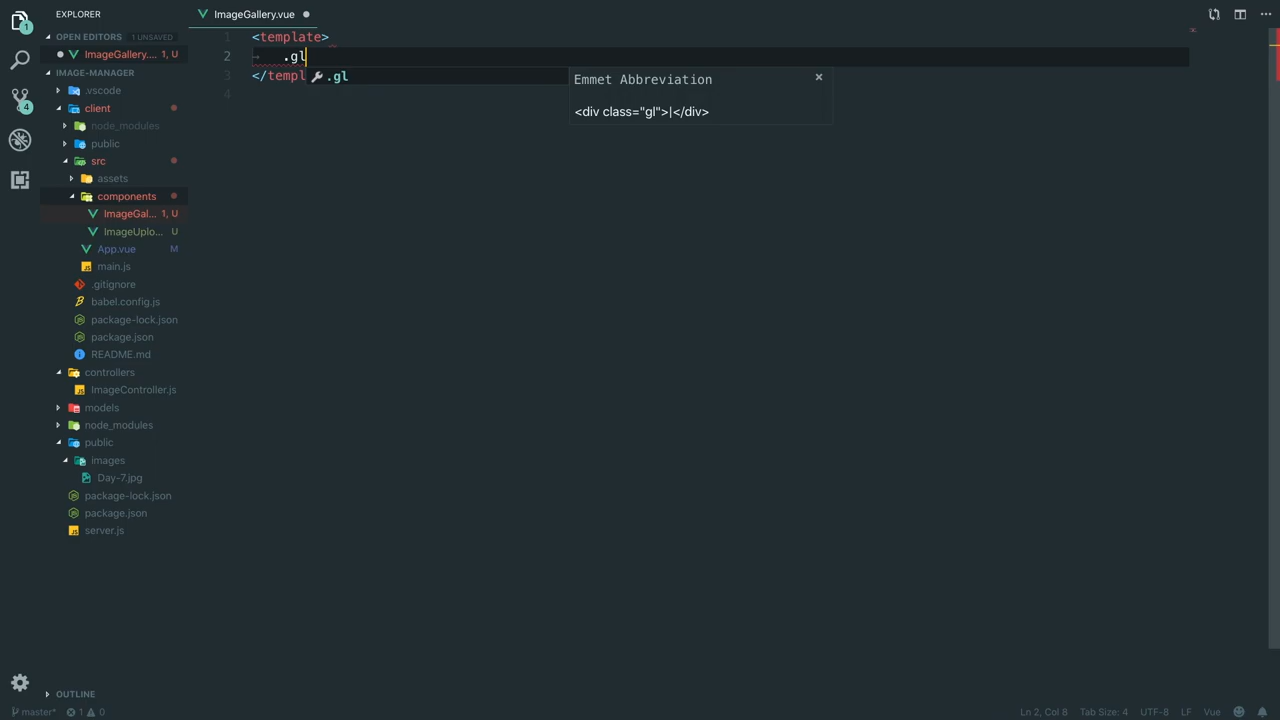 EXPLORER
ImageGallery.vue
OPEN EDITORS 1 UNSAVED
ImageGallery.... 1, U
IMAGE-MANAGER
.vscode
client
node_modules
public
src
assets
components
ImageGal... 1, U
ImageUplo... U
App.vue M
main.js
.gitignore
babel.config.js
package-lock.json
package.json
README.md
controllers
ImageController.js
models
node_modules
public
images
Day-7.jpg
package-lock.json
package.json
server.js
OUTLINE
1
4
1
1 <template>
2 .gl
3 </templ
4
.gl
Emmet Abbreviation
<div class="gl">|</div>
master* 1 0
Ln 2, Col 8 Tab Size: 4 UTF-8 LF Vue